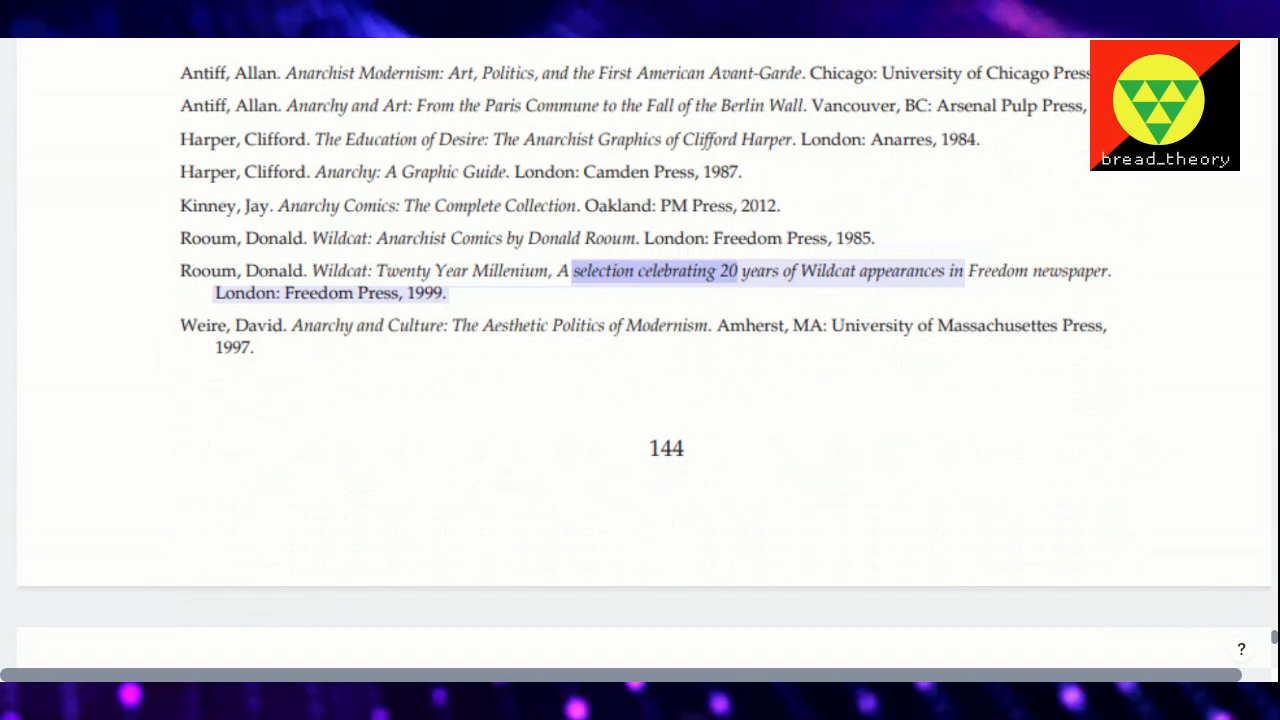 Antiff, Allan. Anarchist Modernism: Art, Politics, and the First American Avant-Garde. Chicago: University of Chicago Press
Antiff, Allan. Anarchy and Art: From the Paris Commune to the Fall of the Berlin Wall. Vancouver, BC: Arsenal Pulp Press,
Harper, Clifford. The Education of Desire: The Anarchist Graphics of Clifford Harper. London: Anarres, 1984.
Harper, Clifford. Anarchy: A Graphic Guide. London: Camden Press, 1987.
Kinney, Jay. Anarchy Comics: The Complete Collection. Oakland: PM Press, 2012.
Rooum, Donald. Wildcat: Anarchist Comics by Donald Rooum. London: Freedom Press, 1985.
Rooum, Donald. Wildcat: Twenty Year Millenium, A selection celebrating 20 years of Wildcat appearances in Freedom newspaper.
London: Freedom Press, 1999.
Weire, David. Anarchy and Culture: The Aesthetic Politics of Modernism. Amherst, MA: University of Massachusettes Press,
1997.
144
bread_theory
?